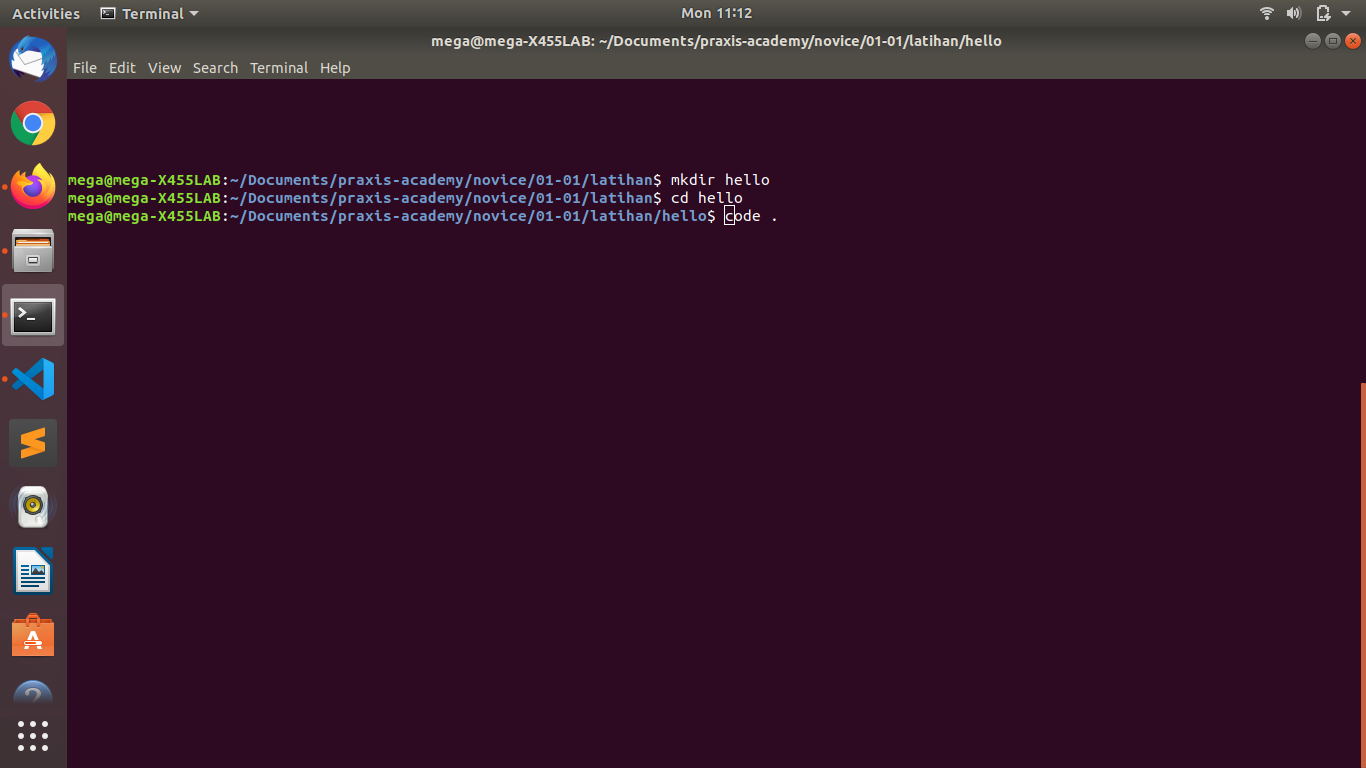 Activities Terminal Mon 11:12
mega@mega-X455LAB: ~/Documents/praxis-academy/novice/01-01/latihan/hello
File Edit View Search Terminal Help
mega@mega-X455LAB:~/Documents/praxis-academy/novice/01-01/latihan$ mkdir hello
mega@mega-X455LAB:~/Documents/praxis-academy/novice/01-01/latihan$ cd hello
mega@mega-X455LAB:~/Documents/praxis-academy/novice/01-01/latihan/hello$ code .